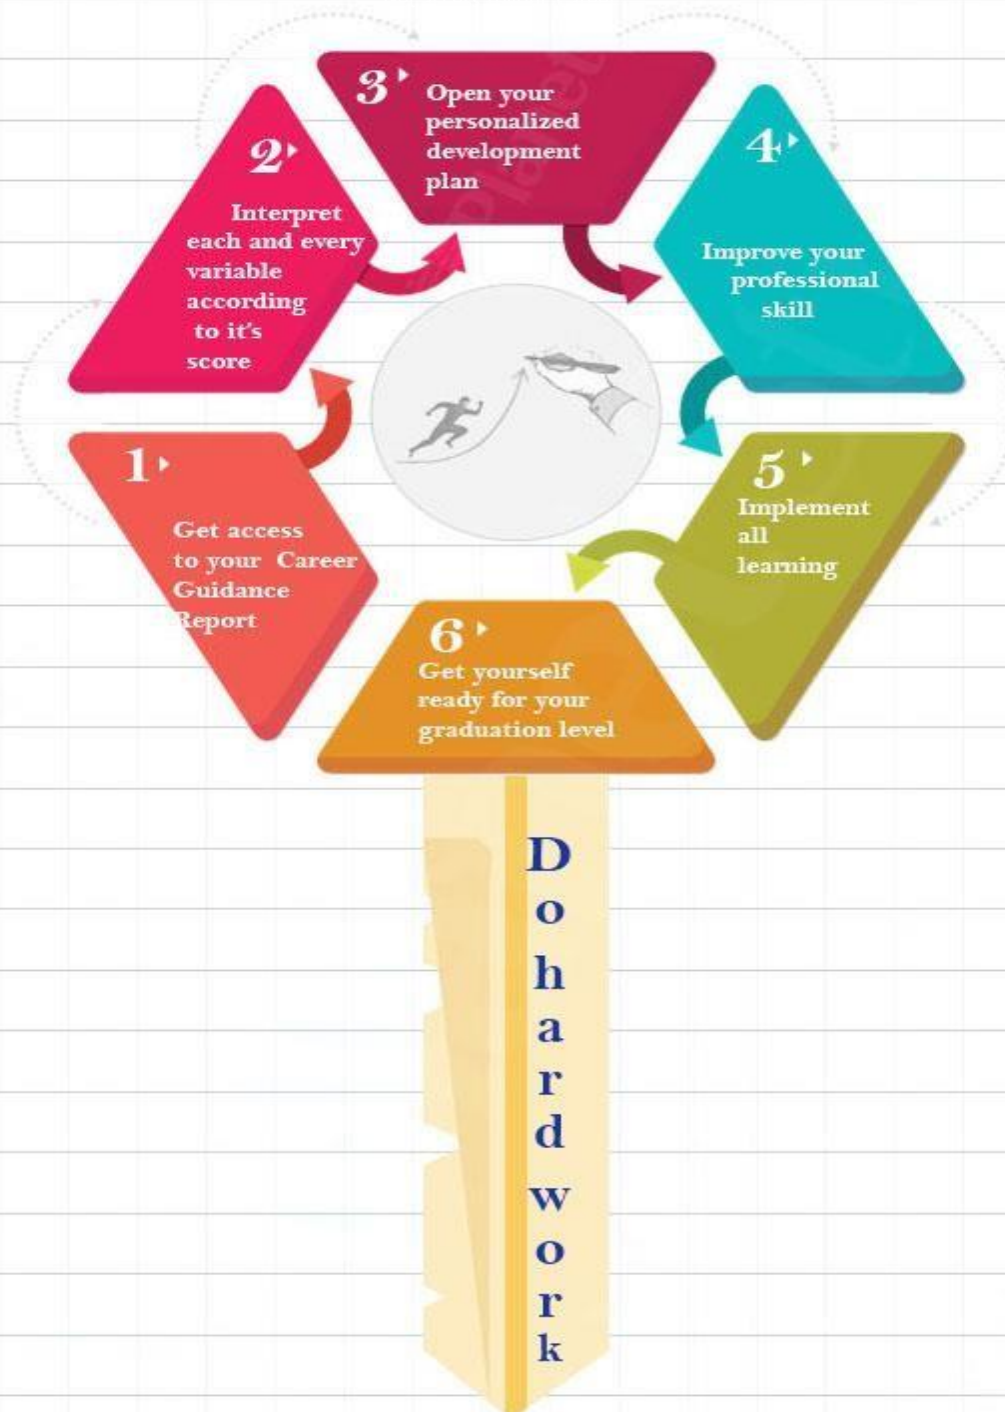 1
Get access
to your Career
Guidance
Report
2
Interpret
each and every
variable
according
to it's
score
3
Open your
personalized
development
plan
4
Improve your
professional
skill
5
Implement
all
learning
6
Get yourself
ready for your
graduation level
D
o
h
a
r
d
w
o
r
k